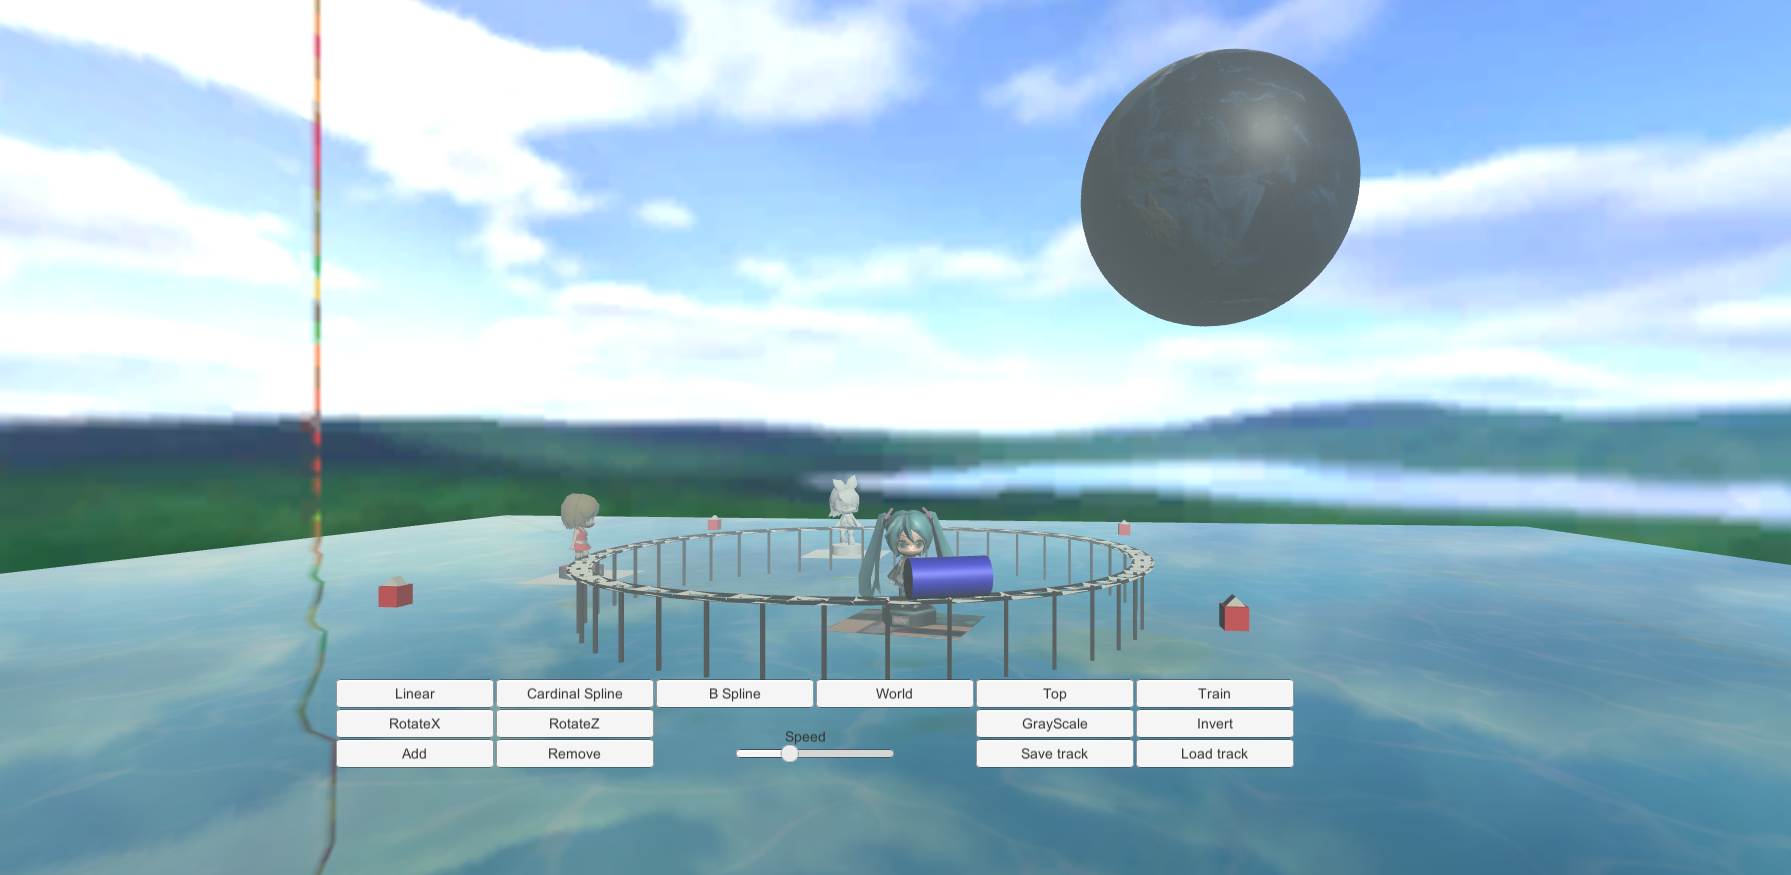 Linear Cardinal Spline B Spline World Top Train
RotateX RotateZ GrayScale Invert
Speed
Add Remove Save track Load track